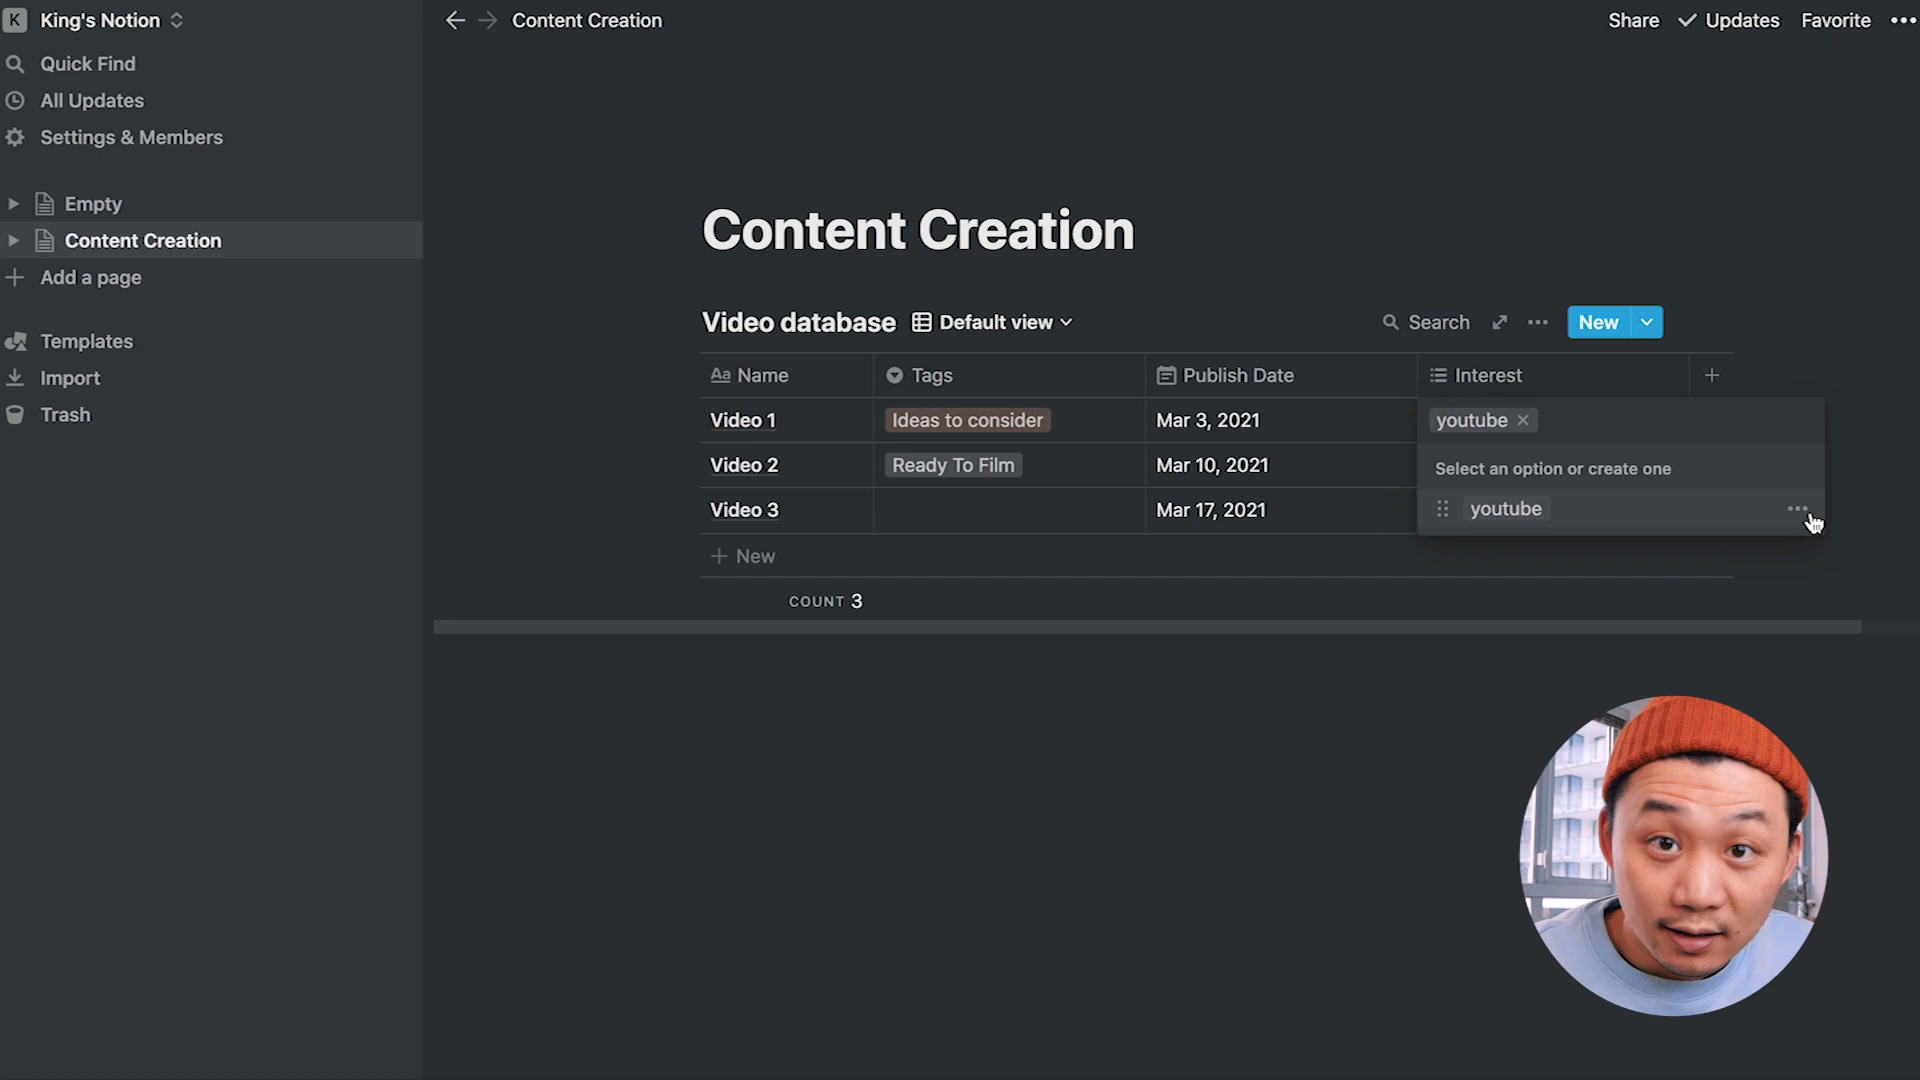 K King's Notion
Quick Find
All Updates
Settings & Members
Empty
Content Creation
Add a page
Templates
Import
Trash
Content Creation
Share Updates Favorite
Content Creation
Video database Default view
Search New
Aa Name Tags Publish Date Interest
Video 1 Ideas to consider Mar 3, 2021 youtube
Video 2 Ready To Film Mar 10, 2021
Select an option or create one
Video 3 Mar 17, 2021 youtube
New
COUNT 3